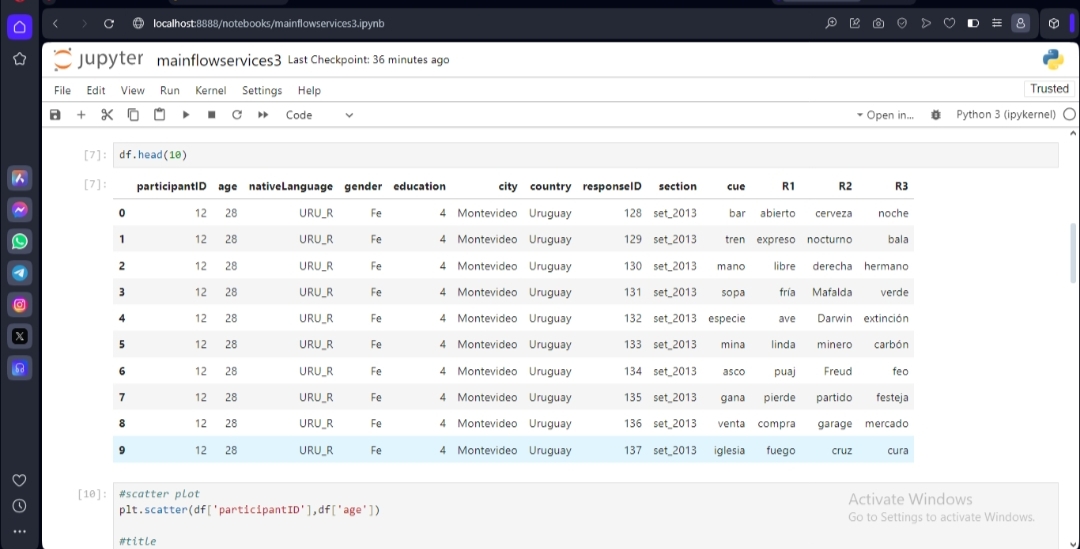 localhost:8888/notebooks/mainflowservices3.ipynb
jupyter mainflowservices3 Last Checkpoint: 36 minutes ago
File Edit View Run Kernel Settings Help Trusted
Code Open in... Python 3 (ipykernel)
[7]: df.head(10)
[7]: participantID age nativeLanguage gender education city country responseID section cue R1 R2 R3
0 12 28 URU_R Fe 4 Montevideo Uruguay 128 set_2013 bar abierto cerveza noche
1 12 28 URU_R Fe 4 Montevideo Uruguay 129 set_2013 tren expreso nocturno bala
2 12 28 URU_R Fe 4 Montevideo Uruguay 130 set_2013 mano libre derecha hermano
3 12 28 URU_R Fe 4 Montevideo Uruguay 131 set_2013 sopa fría Mafalda verde
4 12 28 URU_R Fe 4 Montevideo Uruguay 132 set_2013 especie ave Darwin extinción
5 12 28 URU_R Fe 4 Montevideo Uruguay 133 set_2013 mina linda minero carbón
6 12 28 URU_R Fe 4 Montevideo Uruguay 134 set_2013 asco puaj Freud feo
7 12 28 URU_R Fe 4 Montevideo Uruguay 135 set_2013 gana pierde partido festeja
8 12 28 URU_R Fe 4 Montevideo Uruguay 136 set_2013 venta compra garage mercado
9 12 28 URU_R Fe 4 Montevideo Uruguay 137 set_2013 iglesia fuego cruz cura
[10]: #scatter plot
plt.scatter(df['participantID'],df['age'])
#title
Activate Windows
Go to Settings to activate Windows.